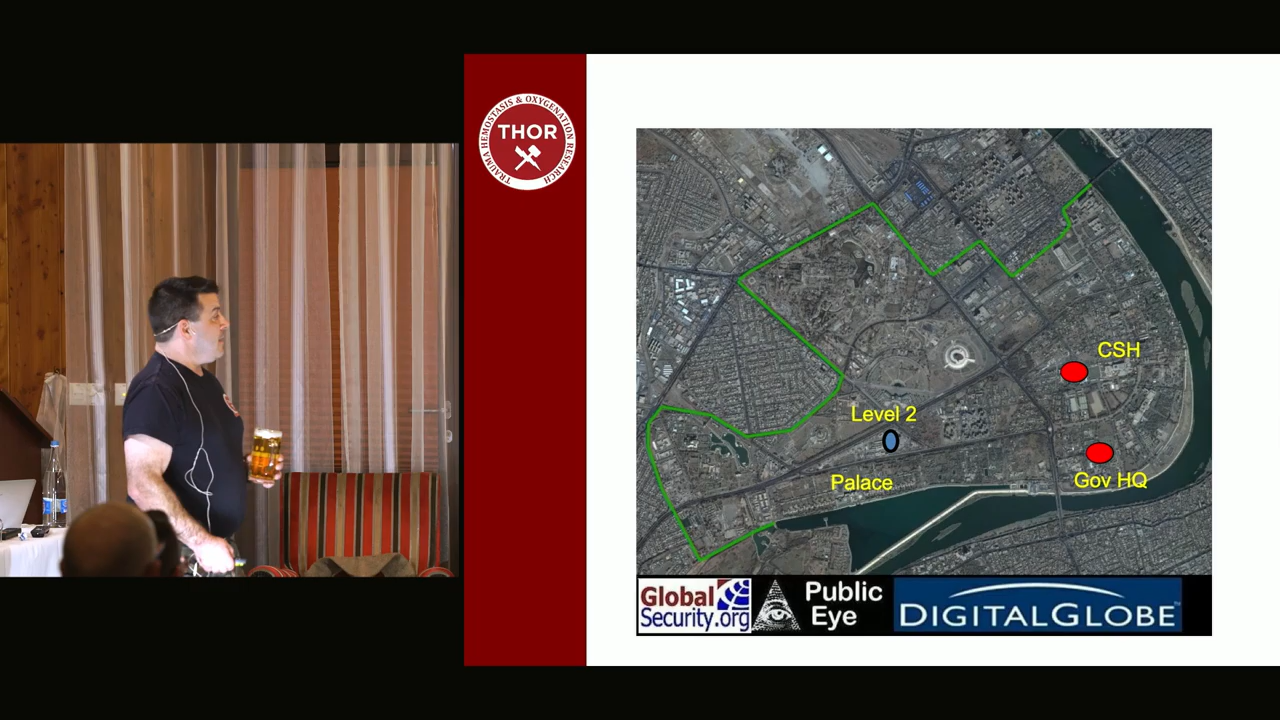 TRAUMA HEMOSTASIS & OXYGENATION RESEARCH
THOR
CSH
Level 2
Palace
Gov HQ
Global
Security.org
Public
Eye
DIGITALGLOBE